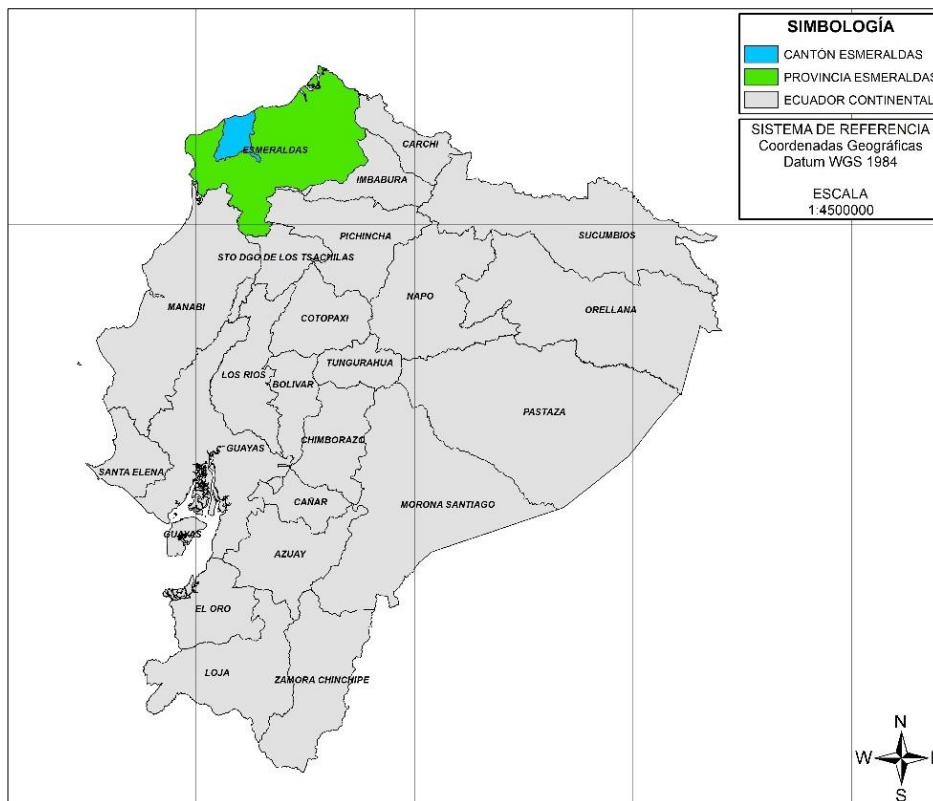 SIMBOLOGÍA
CANTÓN ESMERALDAS
PROVINCIA ESMERALDAS
ECUADOR CONTINENTAL
SISTEMA DE REFERENCIA
Coordenadas Geográficas
Datum WGS 1984
ESCALA
1:4500000
ESMERALDAS
CARCHI
IMBABURA
PICHINCHA
SUCUMBIOS
STO DGO DE LOS TSACHILAS
NAPO
MANABI
ORELLANA
COTOPAXI
TUNGURAHUA
LOS RIOS
BOLIVAR
PASTAZA
CHIMBORAZO
GUAYAS
SANTA ELENA
CAÑAR
MORONA SANTIAGO
GUAYAS
AZUAY
EL ORO
LOJA
ZAMORA CHINCHIPE
N
W
S